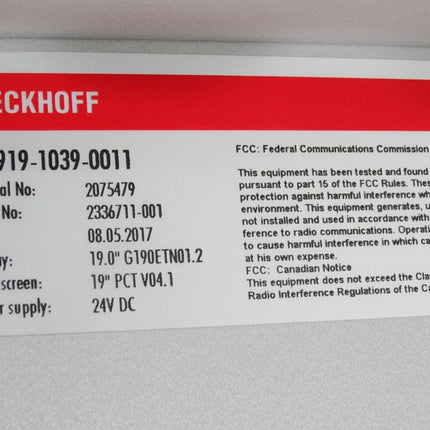 ECKHOFF
919-1039-0011
al No: 2075479
No: 2336711-001
08.05.2017
y: 19.0" G190ETN01.2
screen: 19" PCT V04.1
r supply: 24V DC
FCC: Federal Communications Commission
This equipment has been tested and found
pursuant to part 15 of the FCC Rules. These
protection against harmful interference wh
environment. This equipment generates, u
not installed and used in accordance with
ference to radio communications. Operati
to cause harmful interference in which ca
at his own expense.
FCC: Canadian Notice
This equipment does not exceed the Cla
Radio Interference Regulations of the Ca